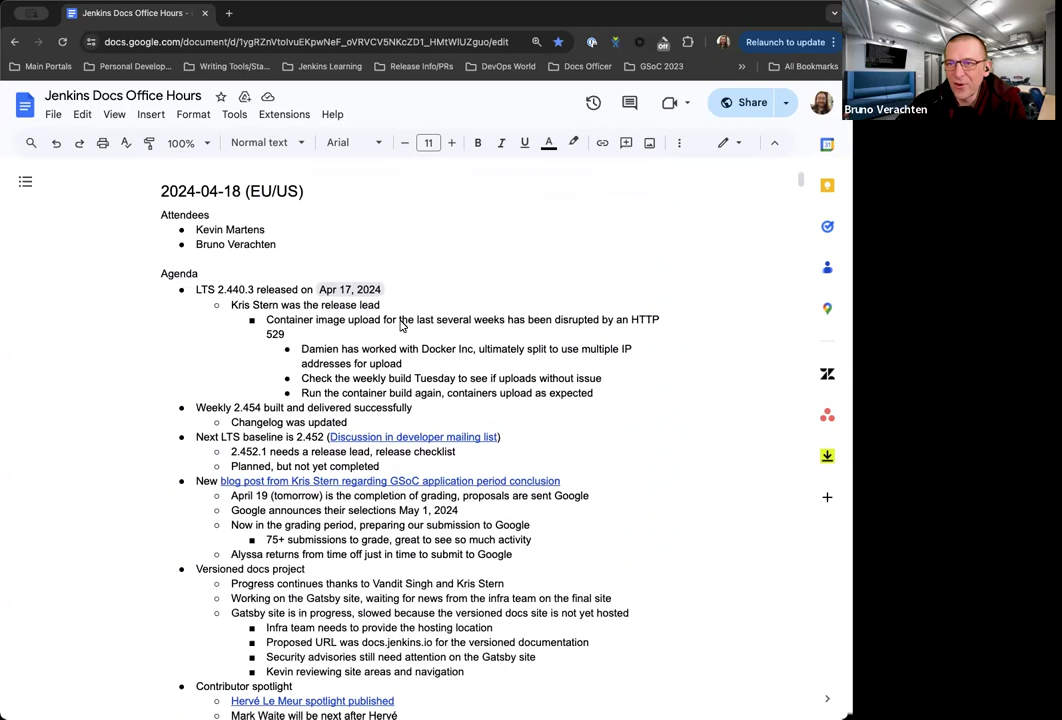 Jenkins Docs Office Hours -
docs.google.com/document/d/1ygRZnVtoIvuEKpwNeF_oVRVCV5NKcZD1_HMtWlUZguo/edit
Off
Relaunch to update
Main Portals
Personal Develop...
Writing Tools/Sta...
Jenkins Learning
Release Info/PRs
DevOps World
Docs Officer
GSoC 2023
»
All Bookmarks
Bruno Verachten
Jenkins Docs Office Hours
File Edit View Insert Format Tools Extensions Help
Share
100% Normal text Arial 11 B I U A
2024-04-18 (EU/US)
Attendees
● Kevin Martens
● Bruno Verachten
Agenda
● LTS 2.440.3 released on Apr 17, 2024
○ Kris Stern was the release lead
■ Container image upload for the last several weeks has been disrupted by an HTTP
529
● Damien has worked with Docker Inc, ultimately split to use multiple IP
addresses for upload
● Check the weekly build Tuesday to see if uploads without issue
● Run the container build again, containers upload as expected
● Weekly 2.454 built and delivered successfully
○ Changelog was updated
● Next LTS baseline is 2.452 (Discussion in developer mailing list)
○ 2.452.1 needs a release lead, release checklist
○ Planned, but not yet completed
● New blog post from Kris Stern regarding GSoC application period conclusion
○ April 19 (tomorrow) is the completion of grading, proposals are sent Google
○ Google announces their selections May 1, 2024
○ Now in the grading period, preparing our submission to Google
■ 75+ submissions to grade, great to see so much activity
○ Alyssa returns from time off just in time to submit to Google
● Versioned docs project
○ Progress continues thanks to Vandit Singh and Kris Stern
○ Working on the Gatsby site, waiting for news from the infra team on the final site
○ Gatsby site is in progress, slowed because the versioned docs site is not yet hosted
■ Infra team needs to provide the hosting location
■ Proposed URL was docs.jenkins.io for the versioned documentation
■ Security advisories still need attention on the Gatsby site
■ Kevin reviewing site areas and navigation
● Contributor spotlight
○ Hervé Le Meur spotlight published
○ Mark Waite will be next after Hervé